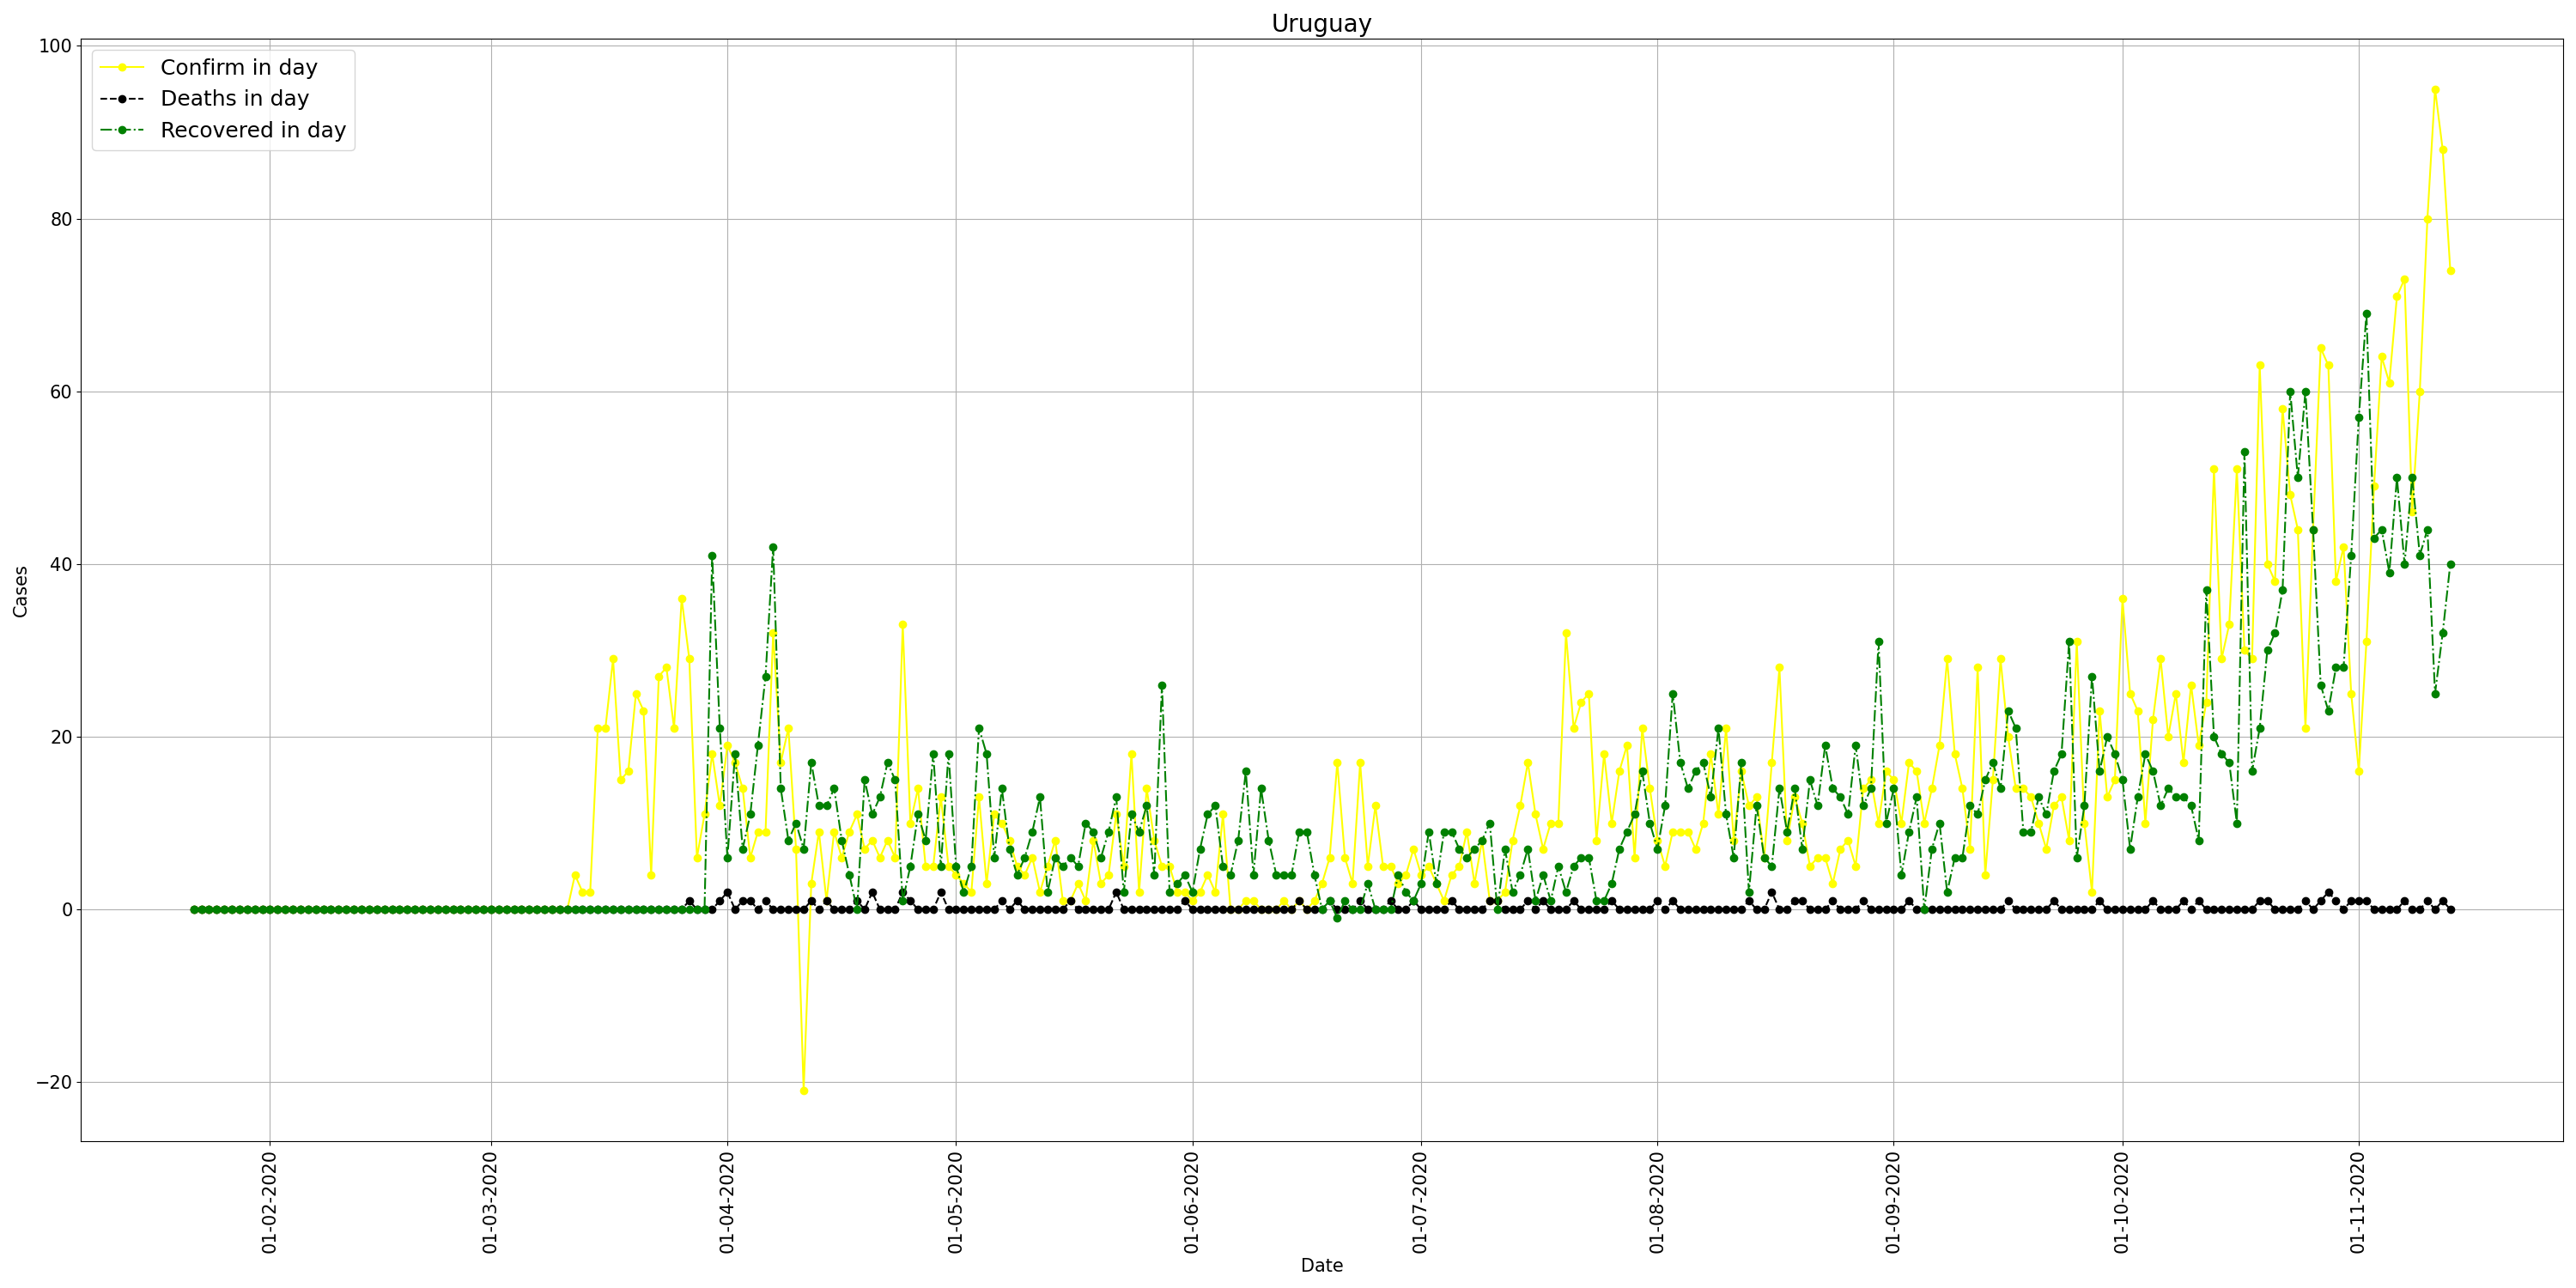 Uruguay
Confirm in day
Deaths in day
Recovered in day
100
80
60
40
20
0
−20
Cases
01-02-2020
01-03-2020
01-04-2020
01-05-2020
01-06-2020
01-07-2020
01-08-2020
01-09-2020
01-10-2020
01-11-2020
Date